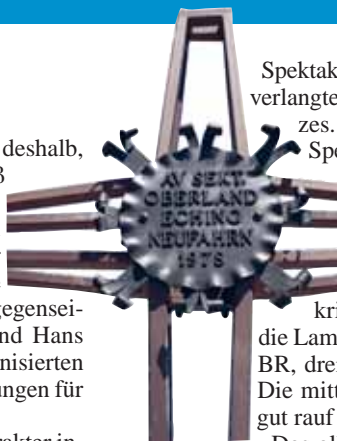 deshalb,
gegensei-
nd Hans
nisierten
ungen für
AV SEKT.
OBERLAND
ECHING
NEUFAHRN
1978
Spektak
verlangte
zes.
Spe
kri
die Lam
BR, drei
Die mitt
gut rauf